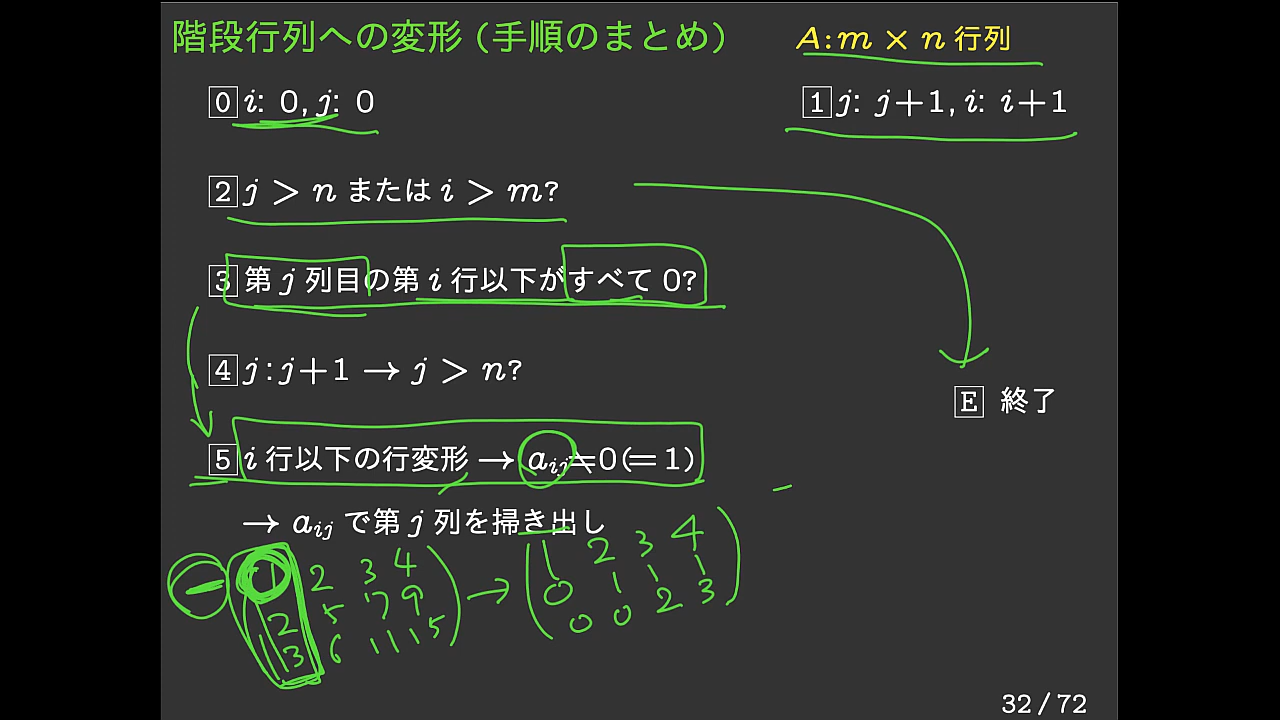 階段行列への変形 (手順のまとめ) A:m × n 行列
0 i: 0, j: 0 1 j: j+1, i: i+1
2 j > n または i > m?
3 第 j 列目の第 i 行以下がすべて 0?
4 j:j+1 → j > n?
E 終了
5 i 行以下の行変形 → aij≠0(=1)
→ aij で第 j 列を掃き出し
1 2 3 4 → 1 2 3 4
2 5 7 9 0 1 1 1
3 6 11 15 0 0 2 3
32/72